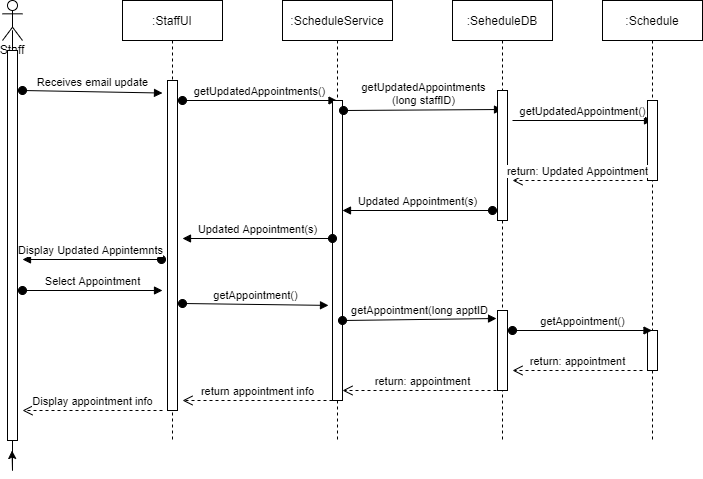 :StaffUI
:ScheduleService
:SeheduleDB
:Schedule
Staff
Receives email update
getUpdatedAppointments()
getUpdatedAppointments
(long staffID)
getUpdatedAppointment()
return: Updated Appointment
Updated Appointment(s)
Updated Appointment(s)
Display Updated Appintemnts
Select Appointment
getAppointment()
getAppointment(long apptID
getAppointment()
return: appointment
return: appointment
return appointment info
Display appointment info